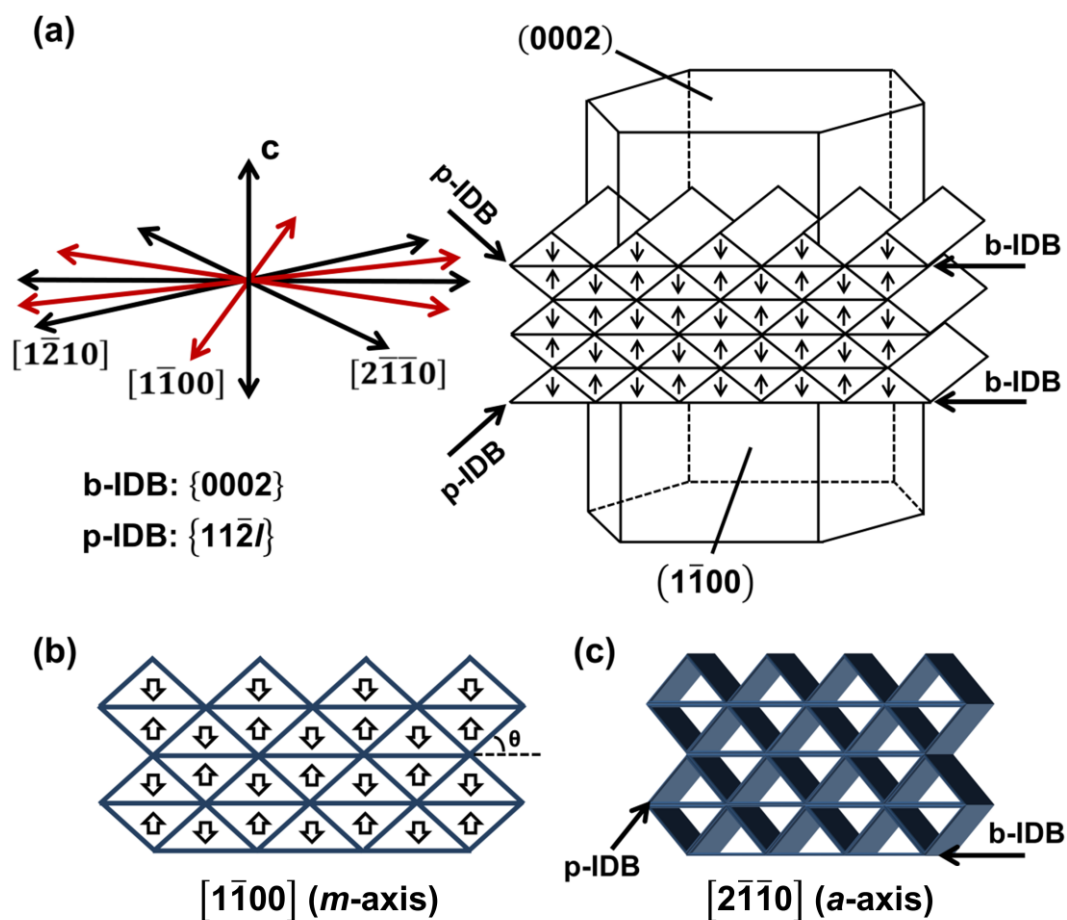 (a)
(0002)
c
p-IDB
b-IDB
[12̄10]
[11̄00]
[21̄1̄0]
b-IDB
p-IDB
b-IDB: {0002}
p-IDB: {112̄l}
(11̄00)
(b)
θ
[11̄00] (m-axis)
(c)
p-IDB
b-IDB
[21̄1̄0] (a-axis)